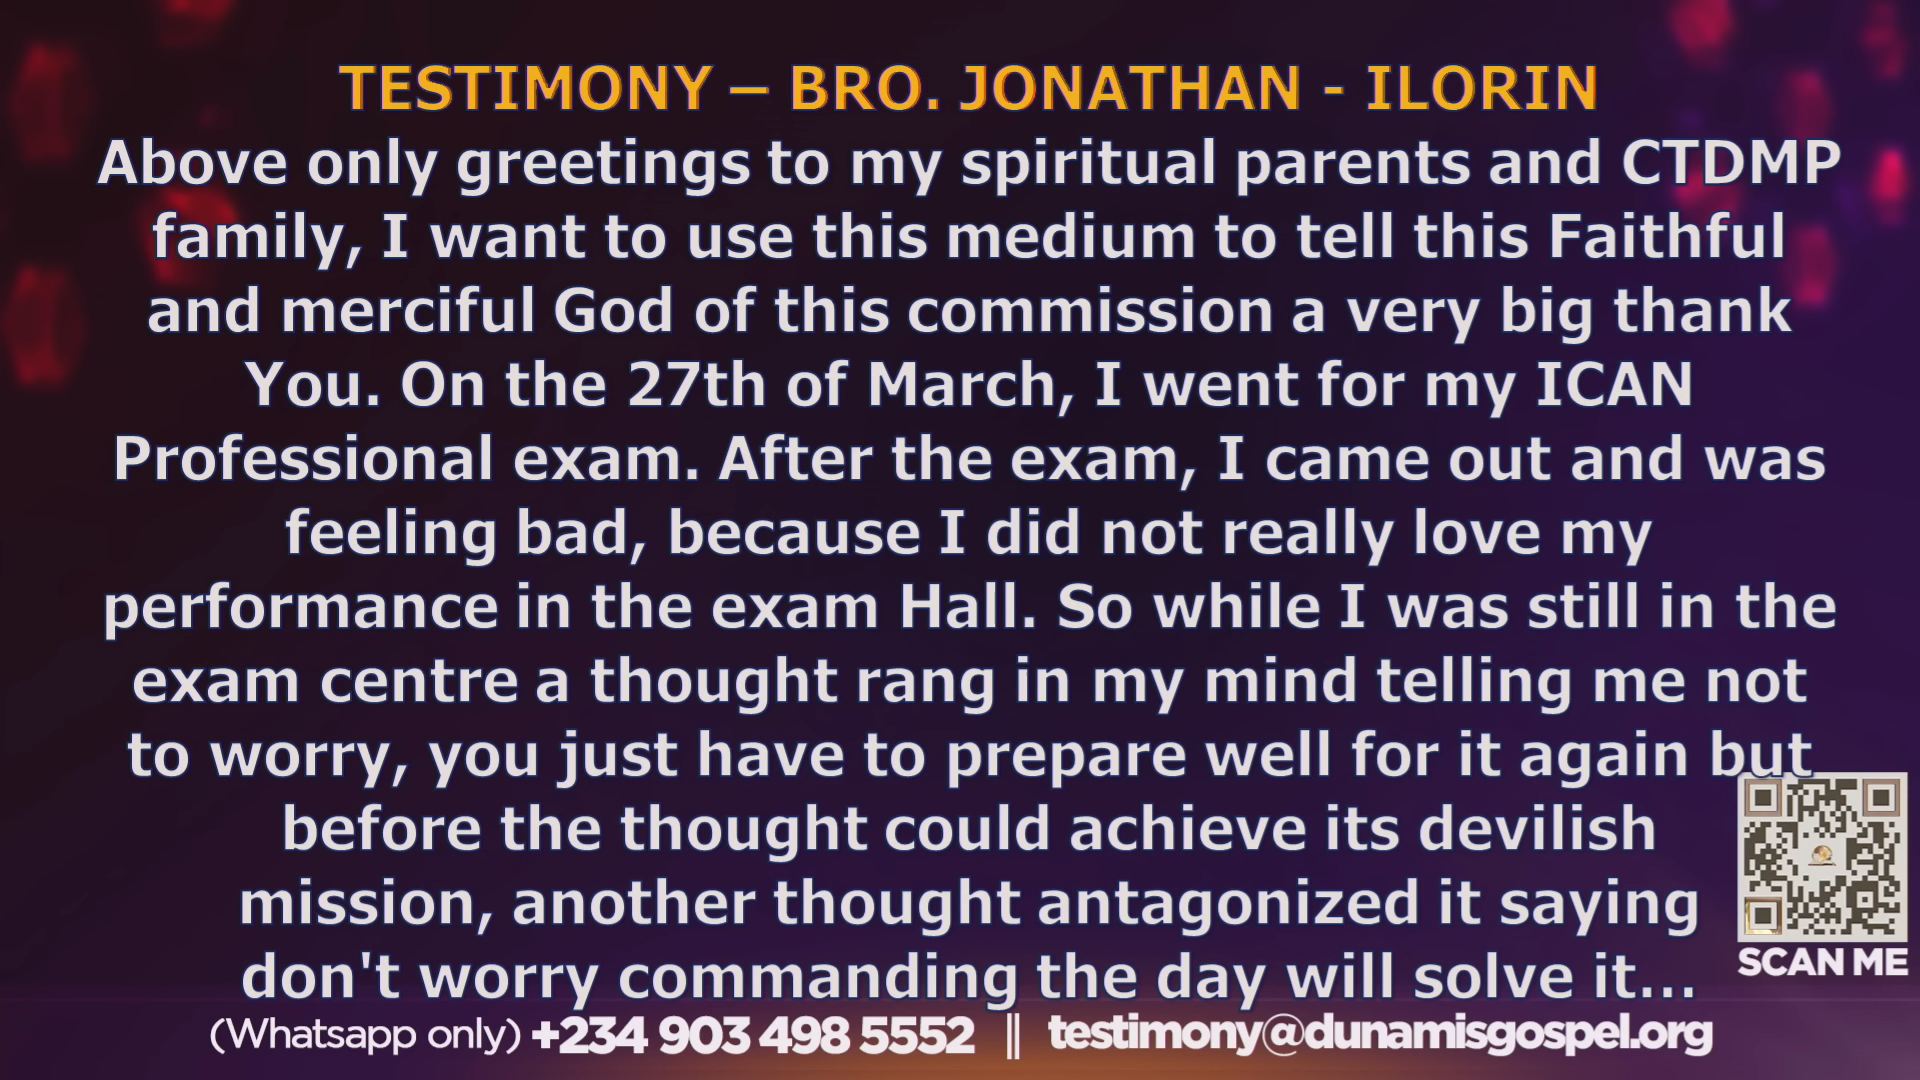 TESTIMONY – BRO. JONATHAN - ILORIN
Above only greetings to my spiritual parents and CTDMP
family, I want to use this medium to tell this Faithful
and merciful God of this commission a very big thank
You. On the 27th of March, I went for my ICAN
Professional exam. After the exam, I came out and was
feeling bad, because I did not really love my
performance in the exam Hall. So while I was still in the
exam centre a thought rang in my mind telling me not
to worry, you just have to prepare well for it again but
before the thought could achieve its devilish
mission, another thought antagonized it saying
don't worry commanding the day will solve it...
SCAN ME
(Whatsapp only) +234 903 498 5552 || testimony@dunamisgospel.org